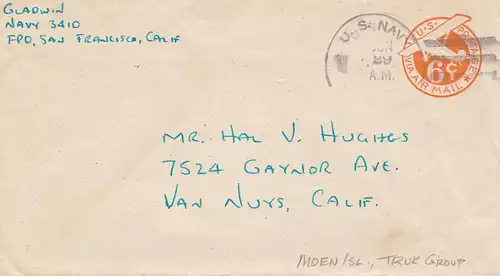 GLADWIN
NAVY 3410
FPO, SAN FRANCISCO, CALIF
U.S. NAVY
JUN
29
A.M.
U.S. POSTAGE
6¢
VIA AIR MAIL
MR. HAL V. HUGHES
7524 GAYNOR AVE.
VAN NUYS, CALIF.
MOEN ISL., TRUK GROUP